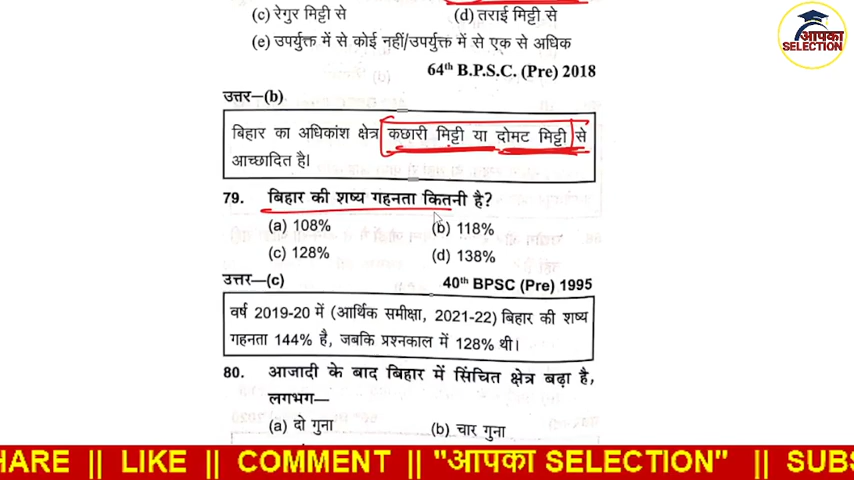 (c) रेगुर मिट्टी से (d) तराई मिट्टी से
(e) उपर्युक्त में से कोई नहीं/उपर्युक्त में से एक से अधिक
64th B.P.S.C. (Pre) 2018
उत्तर—(b)
बिहार का अधिकांश क्षेत्र कछारी मिट्टी या दोमट मिट्टी से
आच्छादित है।
79. बिहार की शष्य गहनता कितनी है?
(a) 108% (b) 118%
(c) 128% (d) 138%
उत्तर—(c) 40th BPSC (Pre) 1995
वर्ष 2019-20 में (आर्थिक समीक्षा, 2021-22) बिहार की शष्य
गहनता 144% है, जबकि प्रश्नकाल में 128% थी।
80. आजादी के बाद बिहार में सिंचित क्षेत्र बढ़ा है,
लगभग—
(a) दो गुना (b) चार गुना
आपका
SELECTION
HARE || LIKE || COMMENT || "आपका SELECTION" || SUBS